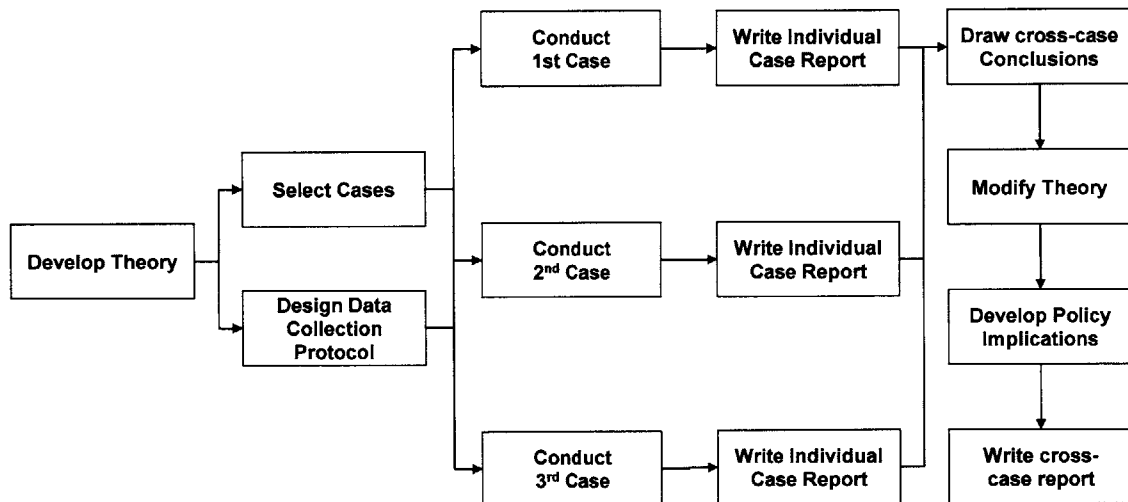 Develop Theory
Select Cases
Design Data
Collection
Protocol
Conduct
1st Case
Write Individual
Case Report
Conduct
2nd Case
Write Individual
Case Report
Conduct
3rd Case
Write Individual
Case Report
Draw cross-case
Conclusions
Modify Theory
Develop Policy
Implications
Write cross-
case report